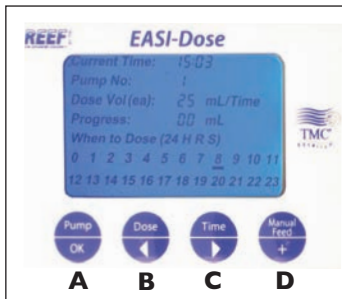 REEF EASI-Dose
Current Time: 15:03
Pump No: 1
Dose Vol(ea): 25 mL/Time
Progress: 00 mL
When to Dose (24 H R S)
0 1 2 3 4 5 6 7 8 9 10 11
12 13 14 15 16 17 18 19 20 21 22 23
TMC
Pump Dose Time Manual Feed
OK +
A B C D